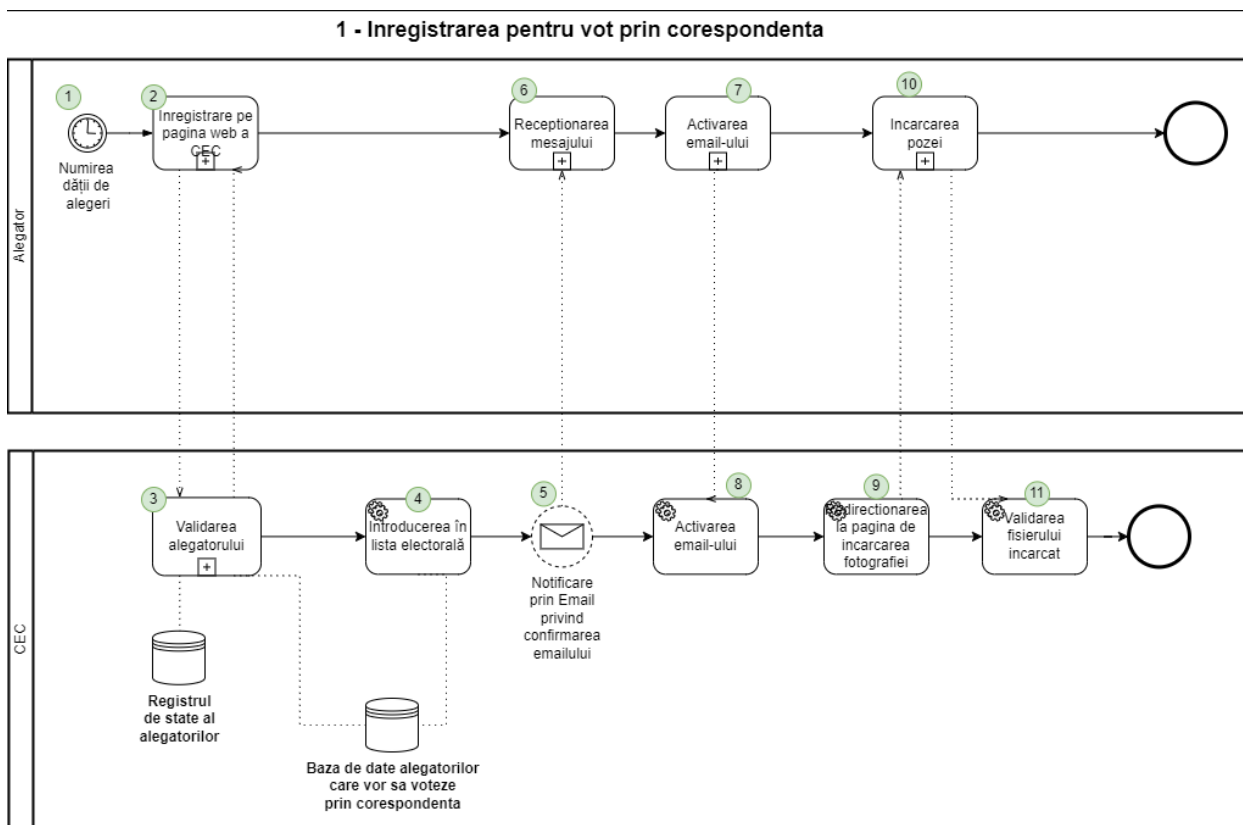 1 - Inregistrarea pentru vot prin corespondenta
Alegator
1
Numirea
dății de
alegeri
2
Inregistrare pe
pagina web a
CEC
6
Receptionarea
mesajului
7
Activarea
email-ului
10
Incarcarea
pozei
CEC
3
Validarea
alegatorului
4
Introducerea în
lista electorală
5
Notificare
prin Email
privind
confirmarea
emailului
8
Activarea
email-ului
9
Redirectionarea
la pagina de
incarcarea
fotografiei
11
Validarea
fisierului
incarcat
Registrul
de state al
alegatorilor
Baza de date alegatorilor
care vor sa voteze
prin corespondenta